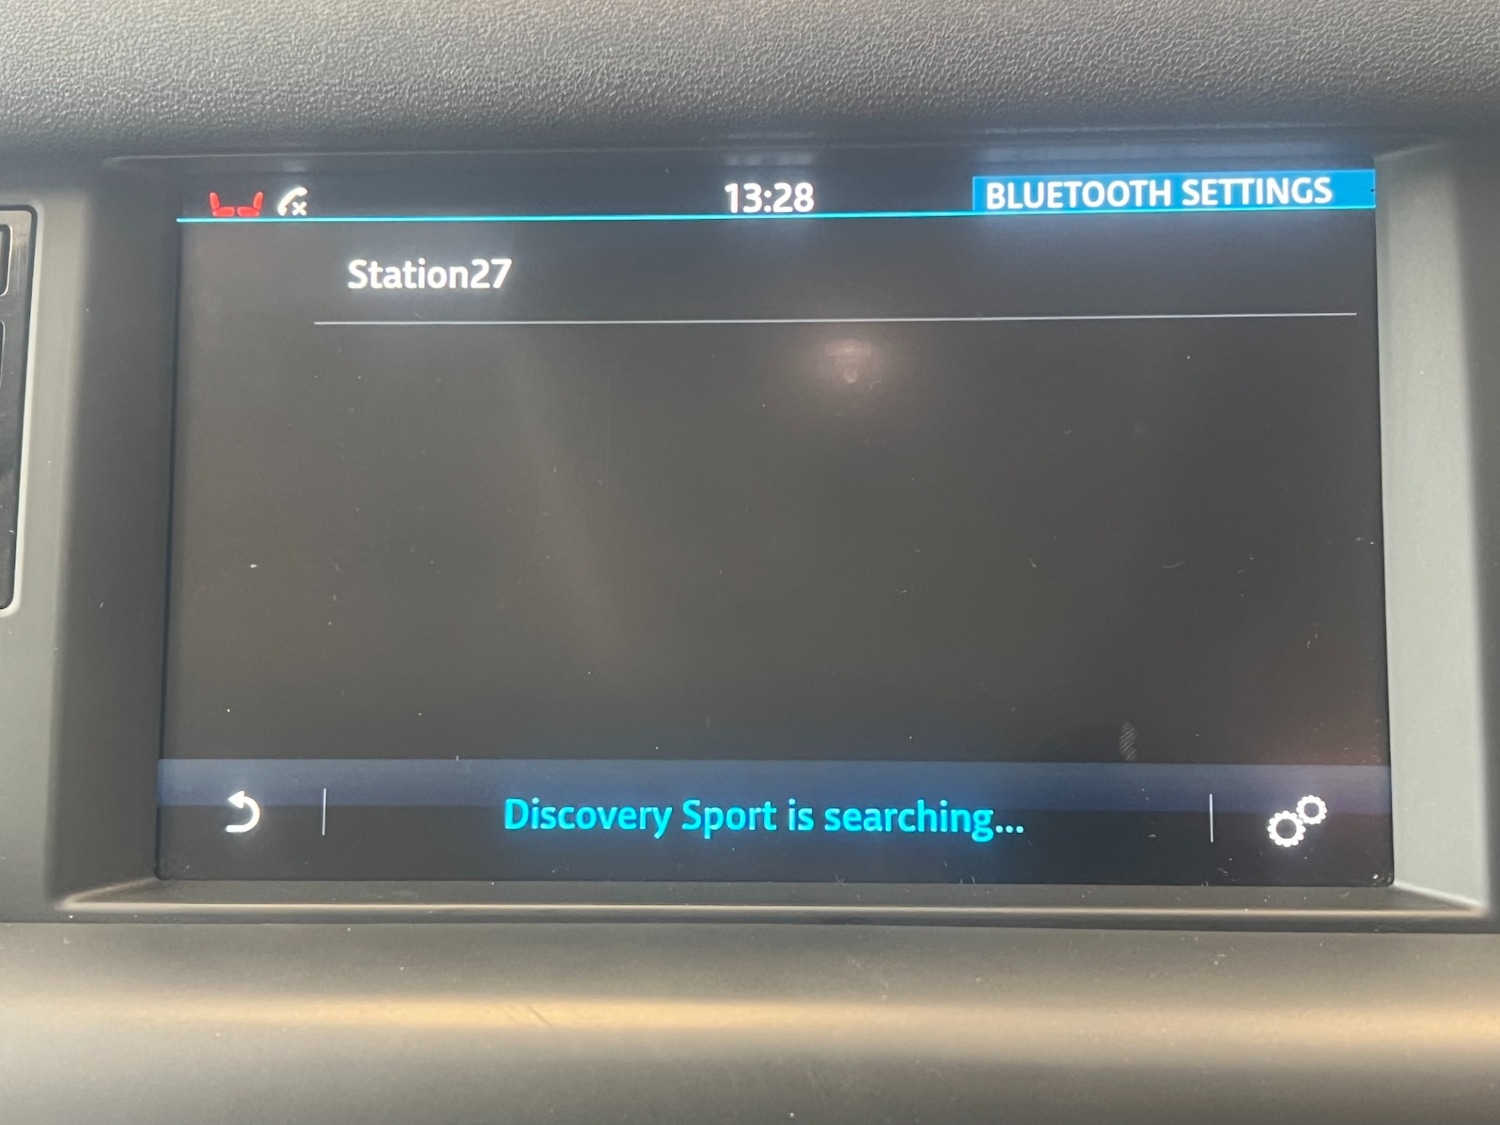 13:28
BLUETOOTH SETTINGS
Station27
Discovery Sport is searching...